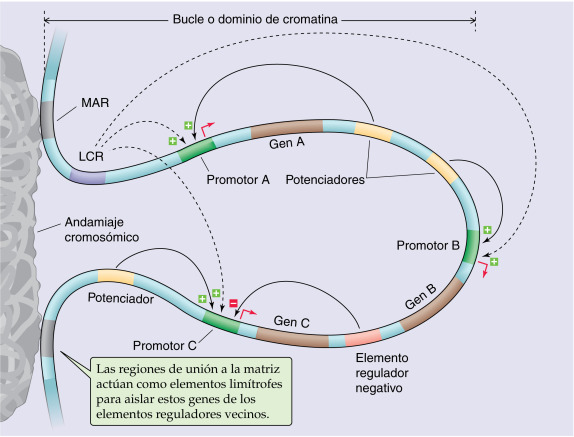 Bucle o dominio de cromatina
MAR
LCR
Gen A
Promotor A
Potenciadores
Andamiaje
cromosómico
Promotor B
Gen B
Potenciador
Gen C
Promotor C
Elemento
regulador
negativo
Las regiones de unión a la matriz
actúan como elementos limítrofes
para aislar estos genes de los
elementos reguladores vecinos.